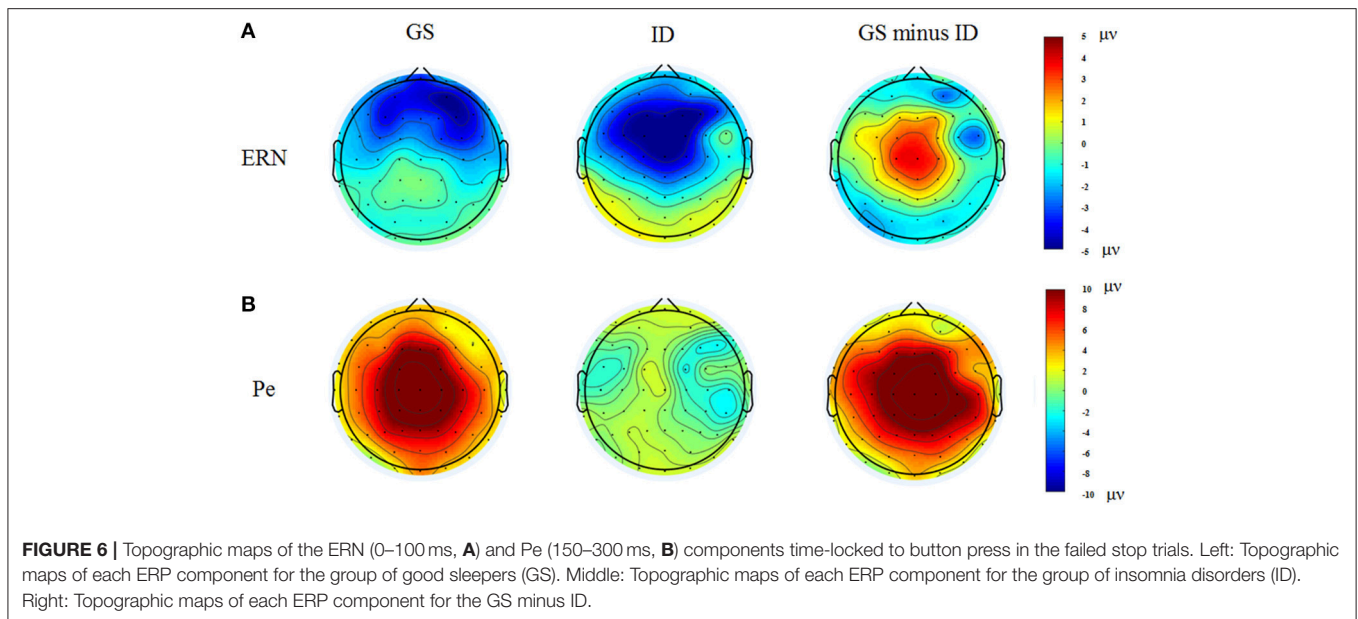 A
GS
ID
GS minus ID
5 μν
4
3
2
1
0
-1
-2
-3
-4
-5 μν
ERN
B
10 μν
8
6
4
2
0
-2
-4
-6
-8
-10 μν
Pe
FIGURE 6 | Topographic maps of the ERN (0–100 ms, A) and Pe (150–300 ms, B) components time-locked to button press in the failed stop trials. Left: Topographic
maps of each ERP component for the group of good sleepers (GS). Middle: Topographic maps of each ERP component for the group of insomnia disorders (ID).
Right: Topographic maps of each ERP component for the GS minus ID.